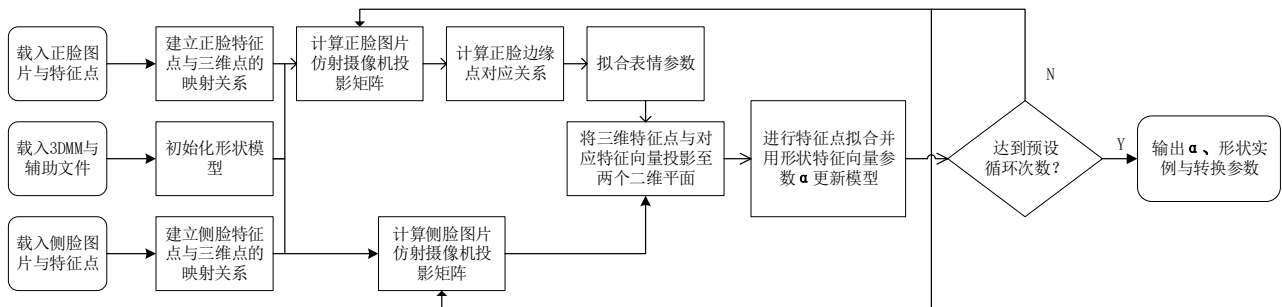 载入正脸图
片与特征点
建立正脸特征
点与三维点的
映射关系
计算正脸图片
仿射摄像机投
影矩阵
计算正脸边缘
点对应关系
拟合表情参数
载入3DMM与
辅助文件
初始化形状模
型
将三维特征点与对
应特征向量投影至
两个二维平面
进行特征点拟合并
用形状特征向量参
数α更新模型
N
达到预设
循环次数?
Y
输出α、形状实
例与转换参数
载入侧脸图
片与特征点
建立侧脸特征
点与三维点的
映射关系
计算侧脸图片
仿射摄像机投
影矩阵